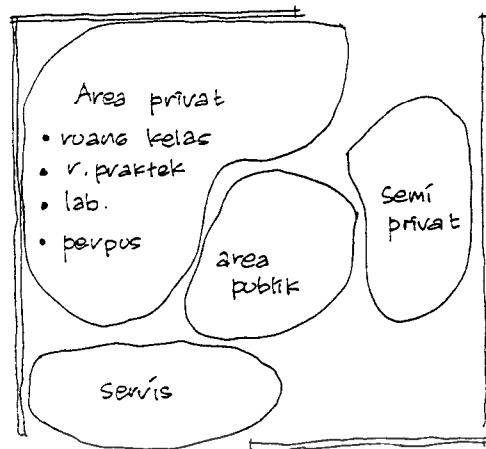 Area privat
• ruang kelas
• r. praktek
• lab.
• perpus
semi
privat
area
publik
servis